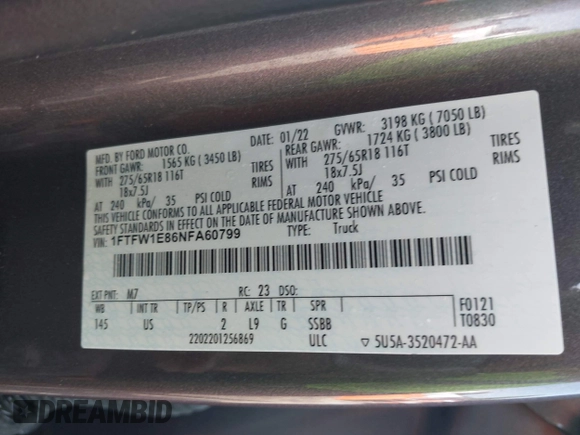 MFD. BY FORD MOTOR CO. DATE: 01/22 GVWR: 3198 KG ( 7050 LB)
FRONT GAWR: 1565 KG ( 3450 LB) REAR GAWR: 1724 KG ( 3800 LB)
WITH 275/65R18 116T TIRES WITH 275/65R18 116T TIRES
18x7.5J RIMS 18x7.5J RIMS
AT 240 kPa/ 35 PSI COLD AT 240 kPa/ 35 PSI COLD
THIS VEHICLE CONFORMS TO ALL APPLICABLE FEDERAL MOTOR VEHICLE
SAFETY STANDARDS IN EFFECT ON THE DATE OF MANUFACTURE SHOWN ABOVE.
VIN: 1FTFW1E86NFA60799 TYPE: Truck
EXT PNT: M7 RC: 23 DSO:
WB INT TR TP/PS R AXLE TR SPR F0121
145 US 2 L9 G SSBB T0830
2202201256869 ULC ▽ 5U5A-3520472-AA
DREAMBID